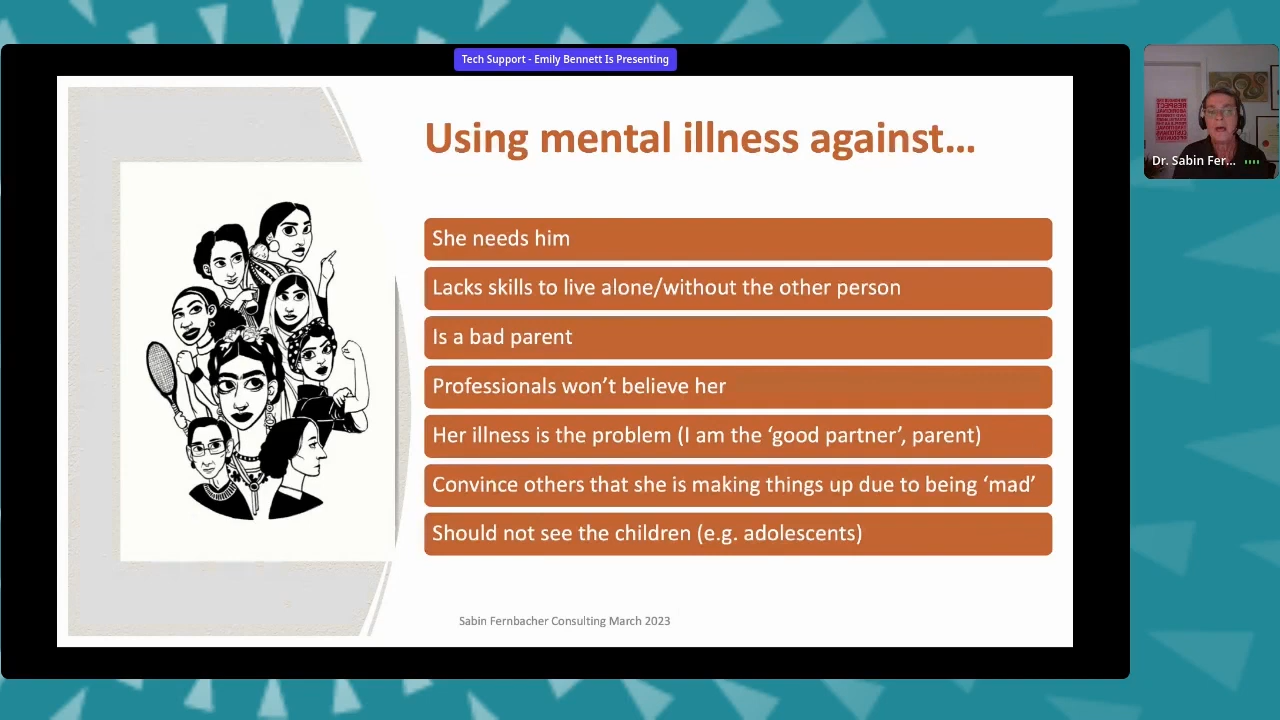 Tech Support - Emily Bennett Is Presenting
Using mental illness against...
She needs him
Lacks skills to live alone/without the other person
Is a bad parent
Professionals won’t believe her
Her illness is the problem (I am the ‘good partner’, parent)
Convince others that she is making things up due to being ‘mad’
Should not see the children (e.g. adolescents)
Sabin Fernbacher Consulting March 2023
Dr. Sabin Fer...